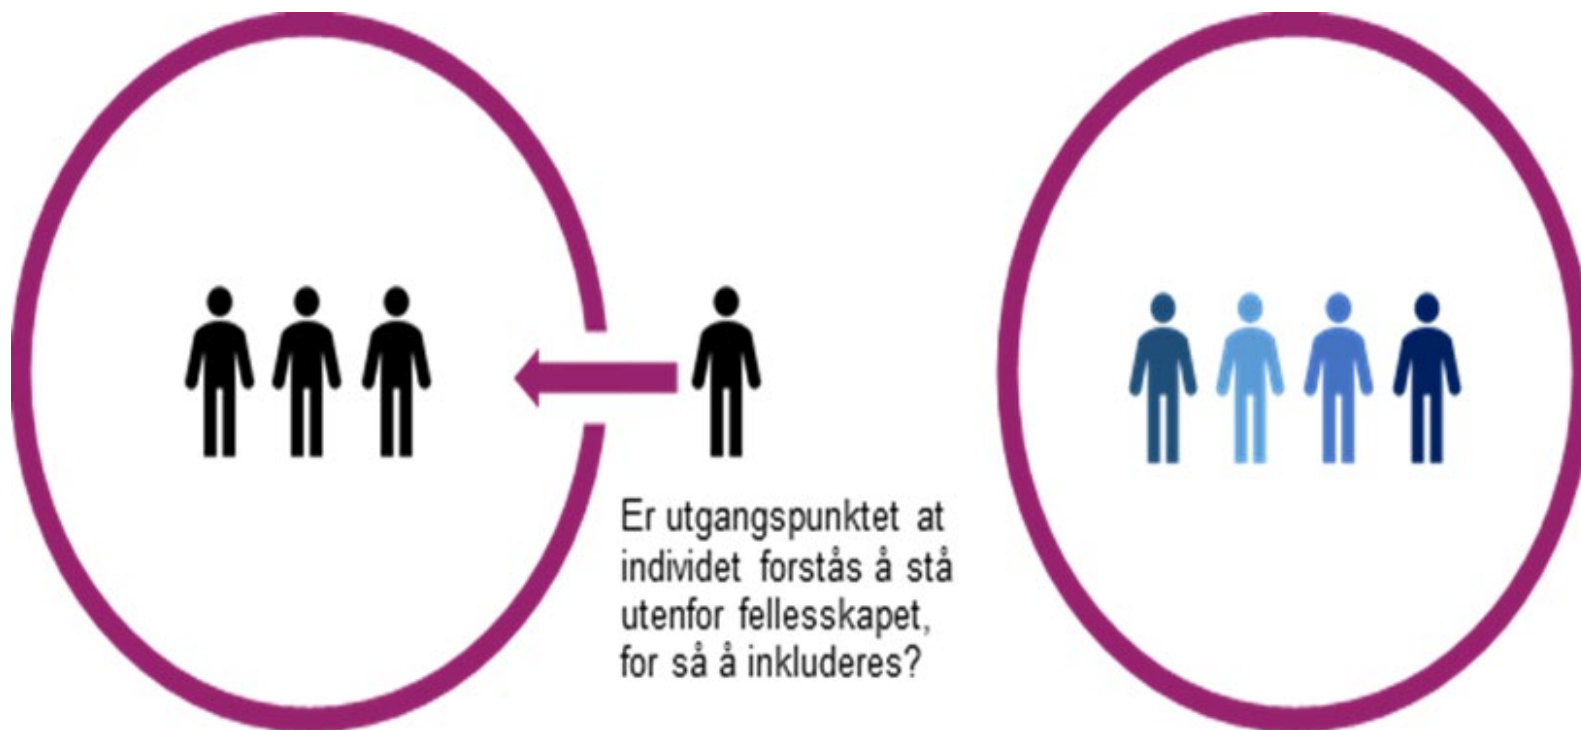 Er utgangspunktet at
individet forstås å stå
utenfor fellesskapet,
for så å inkluderes?